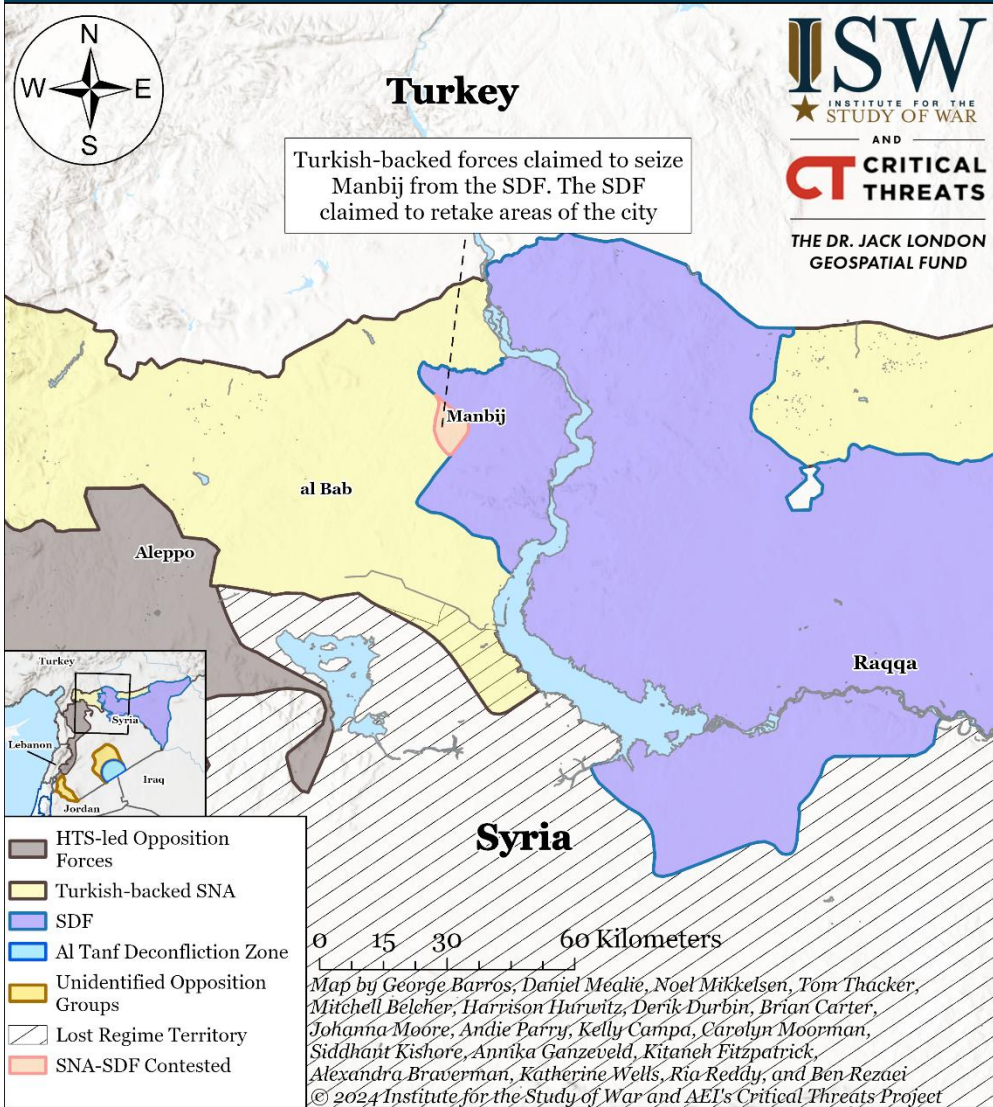 N
W
E
S
Turkey
ISW
INSTITUTE FOR THE
STUDY OF WAR
AND
CT CRITICAL
THREATS
THE DR. JACK LONDON
GEOSPATIAL FUND
Turkish-backed forces claimed to seize
Manbij from the SDF. The SDF
claimed to retake areas of the city
Manbij
al Bab
Aleppo
Raqqa
Syria
Turkey
Syria
Lebanon
Iraq
Jordan
HTS-led Opposition
Forces
Turkish-backed SNA
SDF
Al Tanf Deconfliction Zone
Unidentified Opposition
Groups
Lost Regime Territory
SNA-SDF Contested
0 15 30 60 Kilometers
Map by George Barros, Daniel Mealie, Noel Mikkelsen, Tom Thacker,
Mitchell Belcher, Harrison Hurwitz, Derik Durbin, Brian Carter,
Johanna Moore, Andie Parry, Kelly Campa, Carolyn Moorman,
Siddhant Kishore, Annika Ganzeveld, Kitaneh Fitzpatrick,
Alexandra Braverman, Katherine Wells, Ria Reddy, and Ben Rezaei
© 2024 Institute for the Study of War and AEI's Critical Threats Project